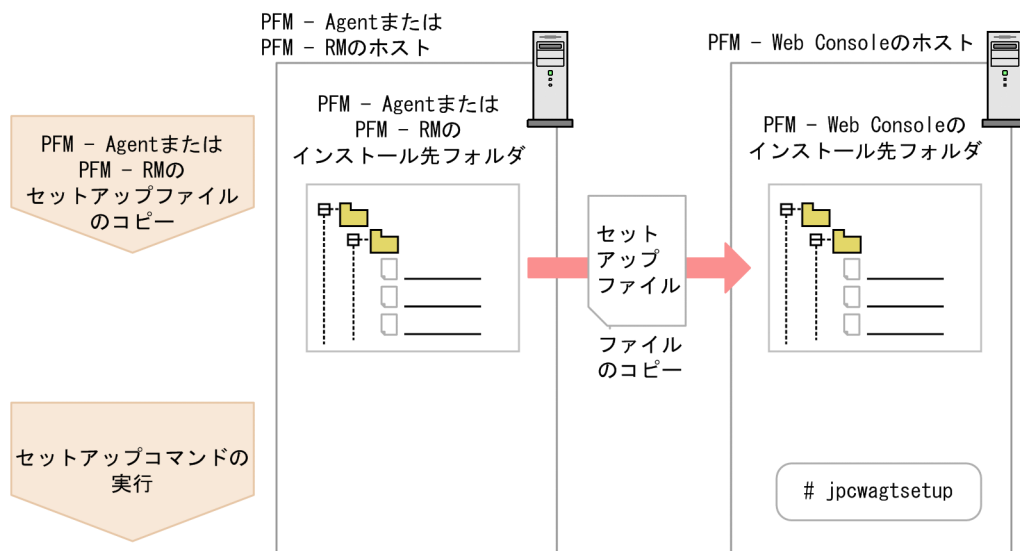 PFM - Agentまたは
PFM - RMのホスト
PFM - Web Consoleのホスト
PFM - Agentまたは
PFM - RMの
セットアップファイル
のコピー
PFM - Agentまたは
PFM - RMの
インストール先フォルダ
セット
アップ
ファイル
ファイル
のコピー
PFM - Web Consoleの
インストール先フォルダ
セットアップコマンドの
実行
# jpcwagtsetup